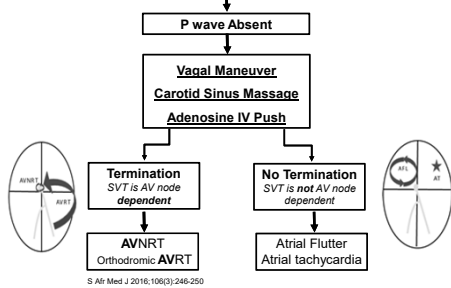 P wave Absent
Vagal Maneuver
Carotid Sinus Massage
Adenosine IV Push
Termination
SVT is AV node
dependent
No Termination
SVT is not AV node
dependent
AVNRT
Orthodromic AVRT
Atrial Flutter
Atrial tachycardia
AVNRT
AVRT
AFL
AT
S Afr Med J 2016;106(3):246-250